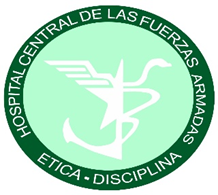 HOSPITAL CENTRAL DE LAS FUERZAS ARMADAS
ETICA - DISCIPLINA